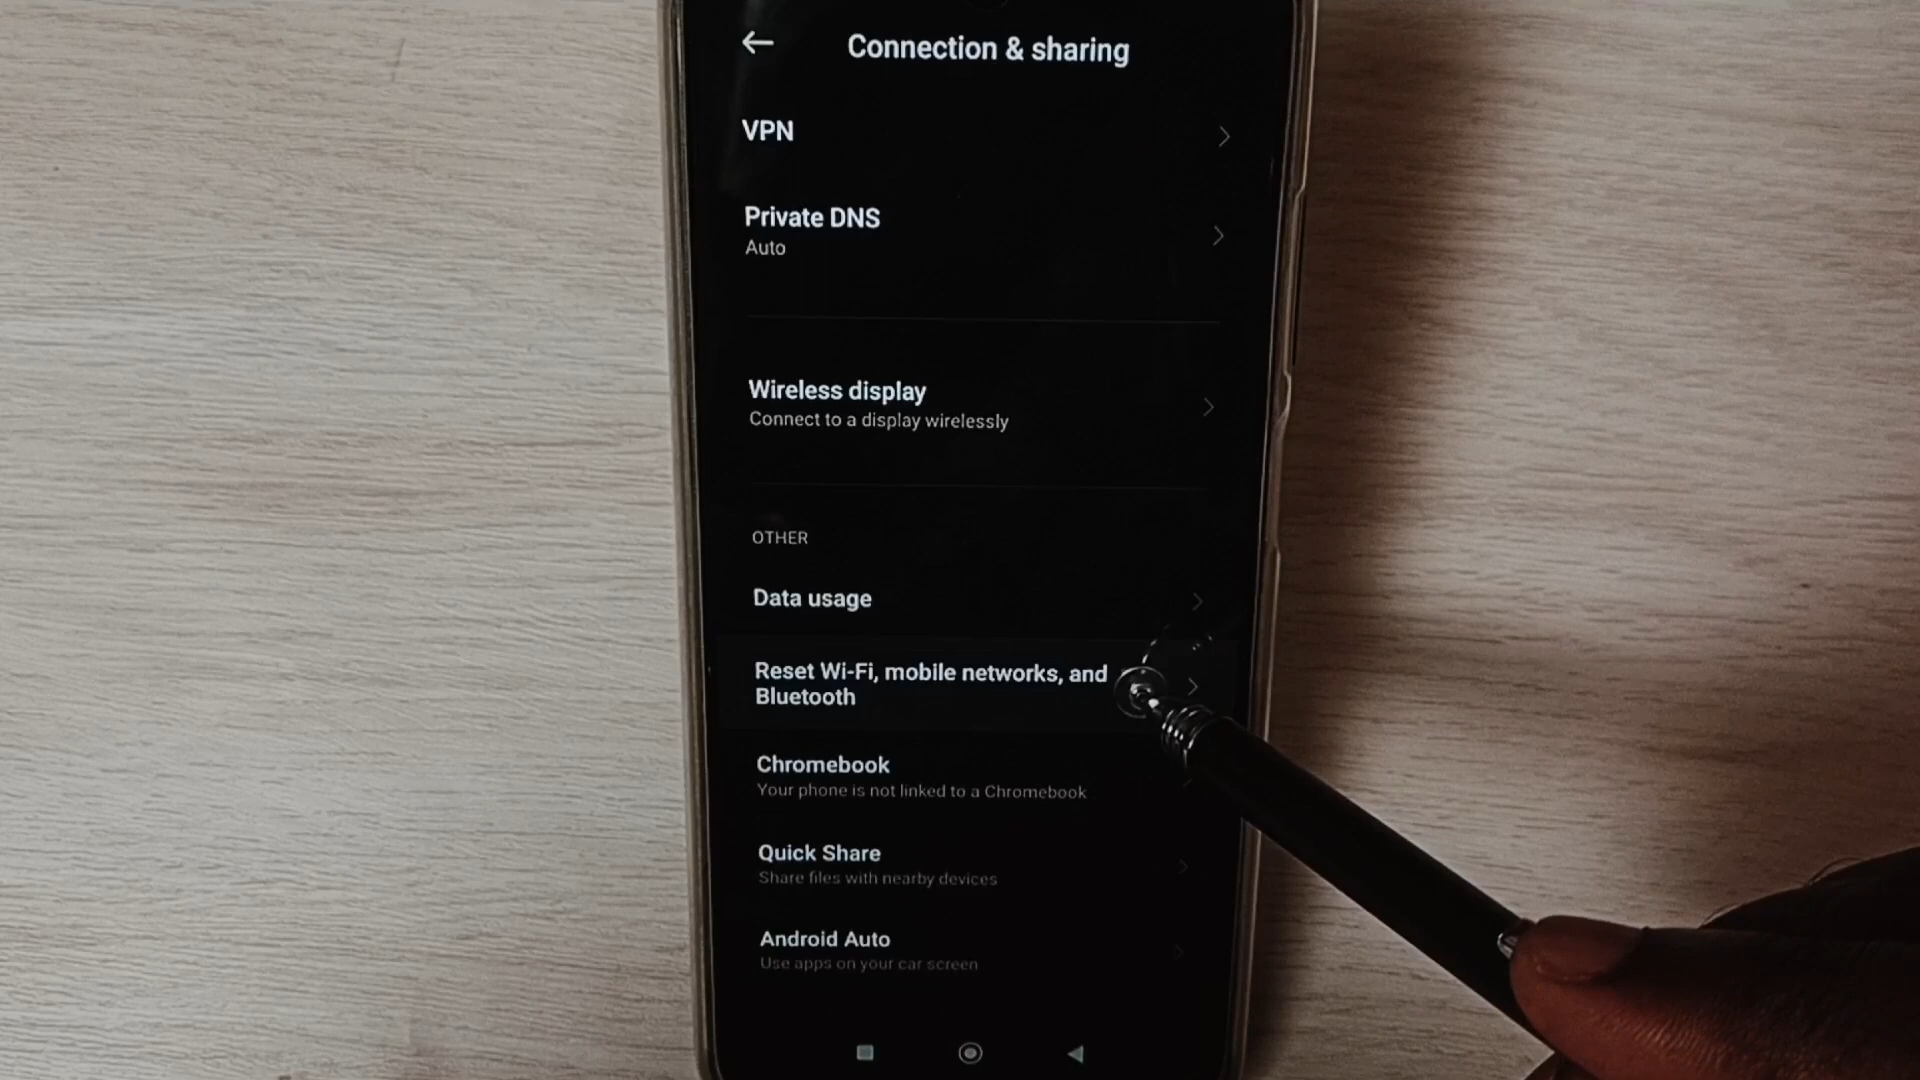 Connection & sharing
VPN
Private DNS
Auto
Wireless display
Connect to a display wirelessly
OTHER
Data usage
Reset Wi-Fi, mobile networks, and
Bluetooth
Chromebook
Your phone is not linked to a Chromebook
Quick Share
Share files with nearby devices
Android Auto
Use apps on your car screen